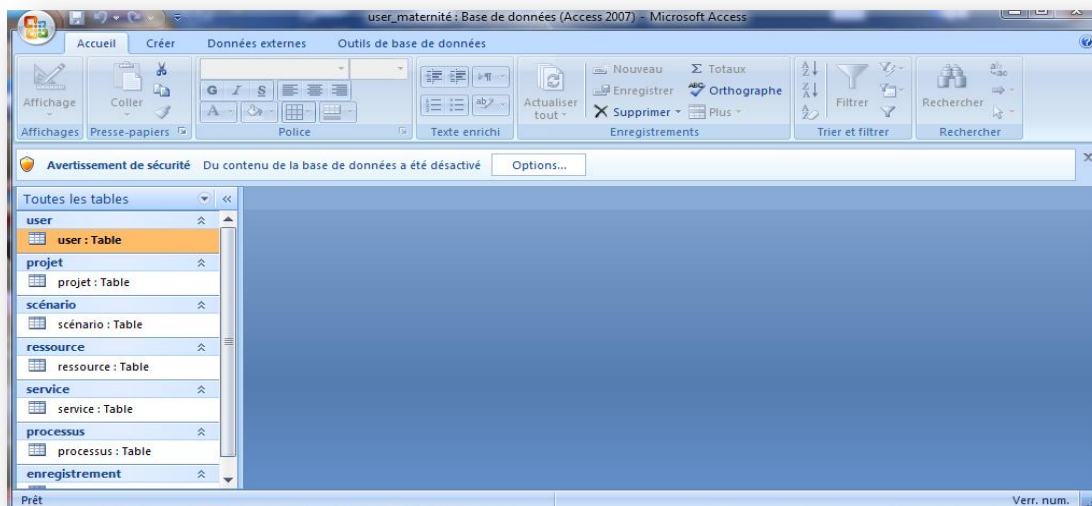 user_maternité : Base de données (Access 2007) - Microsoft Access
Accueil Créer Données externes Outils de base de données
Affichage
Coller
G I S
A
ab
Actualiser tout
Nouveau
Enregistrer
Supprimer
Σ Totaux
ABC Orthographe
Plus
Filtrer
Rechercher
Affichages Presse-papiers Police Texte enrichi Enregistrements Trier et filtrer Rechercher
Avertissement de sécurité Du contenu de la base de données a été désactivé Options...
Toutes les tables
user
user : Table
projet
projet : Table
scénario
scénario : Table
ressource
ressource : Table
service
service : Table
processus
processus : Table
enregistrement
Prêt Verr. num.